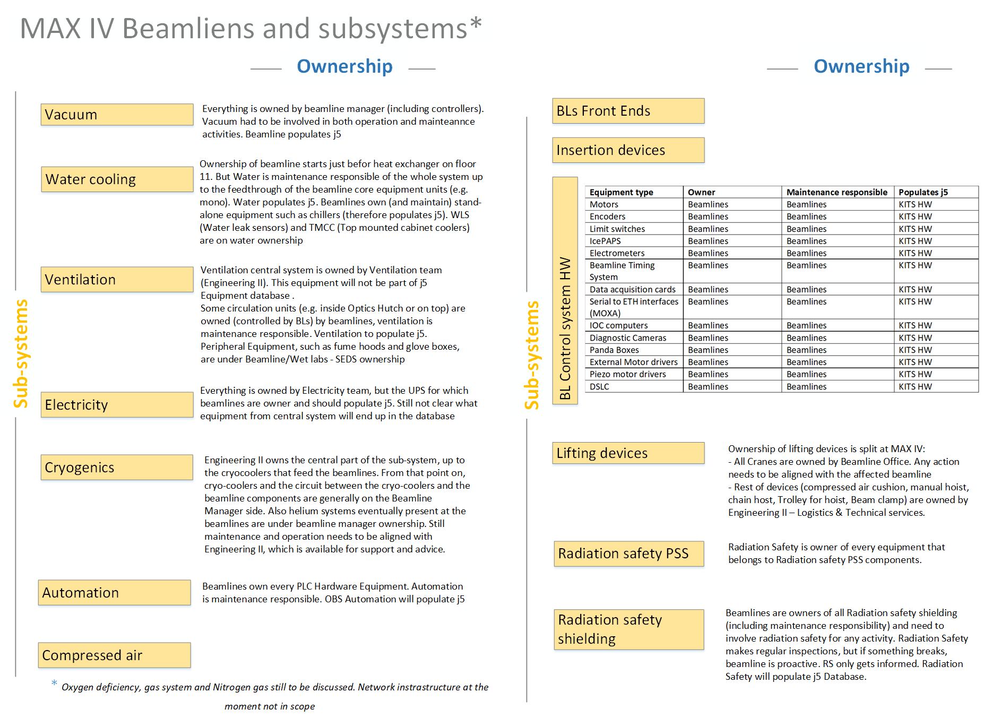 MAX IV Beamliens and subsystems*
Ownership
Sub-systems
Vacuum
Everything is owned by beamline manager (including controllers).
Vacuum had to be involved in both operation and mainteannce
activities. Beamline populates j5
Water cooling
Ownership of beamline starts just befor heat exchanger on floor
11. But Water is maintenance responsible of the whole system up
to the feedthrough of the beamline core equipment units (e.g.
mono). Water populates j5. Beamlines own (and maintain) stand-
alone equipment such as chillers (therefore populates j5). WLS
(Water leak sensors) and TMCC (Top mounted cabinet coolers)
are on water ownership
Ventilation
Ventilation central system is owned by Ventilation team
(Engineering II). This equipment will not be part of j5
Equipment database .
Some circulation units (e.g. inside Optics Hutch or on top) are
owned (controlled by BLs) by beamlines, ventilation is
maintenance responsible. Ventilation to populate j5.
Peripheral Equipment, such as fume hoods and glove boxes,
are under Beamline/Wet labs - SEDS ownership
Electricity
Everything is owned by Electricity team, but the UPS for which
beamlines are owner and should populate j5. Still not clear what
equipment from central system will end up in the database
Cryogenics
Engineering II owns the central part of the sub-system, up to
the cryocoolers that feed the beamlines. From that point on,
cryo-coolers and the circuit between the cryo-coolers and the
beamline components are generally on the Beamline
Manager side. Also helium systems eventually present at the
beamlines are under beamline manager ownership. Still
maintenance and operation needs to be aligned with
Engineering II, which is available for support and advice.
Automation
Beamlines own every PLC Hardware Equipment. Automation
is maintenance responsible. OBS Automation will populate j5
Compressed air
* Oxygen deficiency, gas system and Nitrogen gas still to be discussed. Network instrastructure at the
moment not in scope
Ownership
Sub-systems
BLs Front Ends
Insertion devices
BL Control system HW
Equipment type Owner Maintenance responsible Populates j5
Motors Beamlines Beamlines KITS HW
Encoders Beamlines Beamlines KITS HW
Limit switches Beamlines Beamlines KITS HW
IcePAPS Beamlines Beamlines KITS HW
Electrometers Beamlines Beamlines KITS HW
Beamline Timing Beamlines Beamlines KITS HW
System
Data acquisition cards Beamlines Beamlines KITS HW
Serial to ETH interfaces Beamlines Beamlines KITS HW
(MOXA)
IOC computers Beamlines Beamlines KITS HW
Diagnostic Cameras Beamlines Beamlines KITS HW
Panda Boxes Beamlines Beamlines KITS HW
External Motor drivers Beamlines Beamlines KITS HW
Piezo motor drivers Beamlines Beamlines KITS HW
DSLC Beamlines Beamlines KITS HW
Lifting devices
Ownership of lifting devices is split at MAX IV:
- All Cranes are owned by Beamline Office. Any action
needs to be aligned with the affected beamline
- Rest of devices (compressed air cushion, manual hoist,
chain host, Trolley for hoist, Beam clamp) are owned by
Engineering II – Logistics & Technical services.
Radiation safety PSS
Radiation Safety is owner of every equipment that
belongs to Radiation safety PSS components.
Radiation safety
shielding
Beamlines are owners of all Radiation safety shielding
(including maintenance responsibility) and need to
involve radiation safety for any activity. Radiation Safety
makes regular inspections, but if something breaks,
beamline is proactive. RS only gets informed. Radiation
Safety will populate j5 Database.